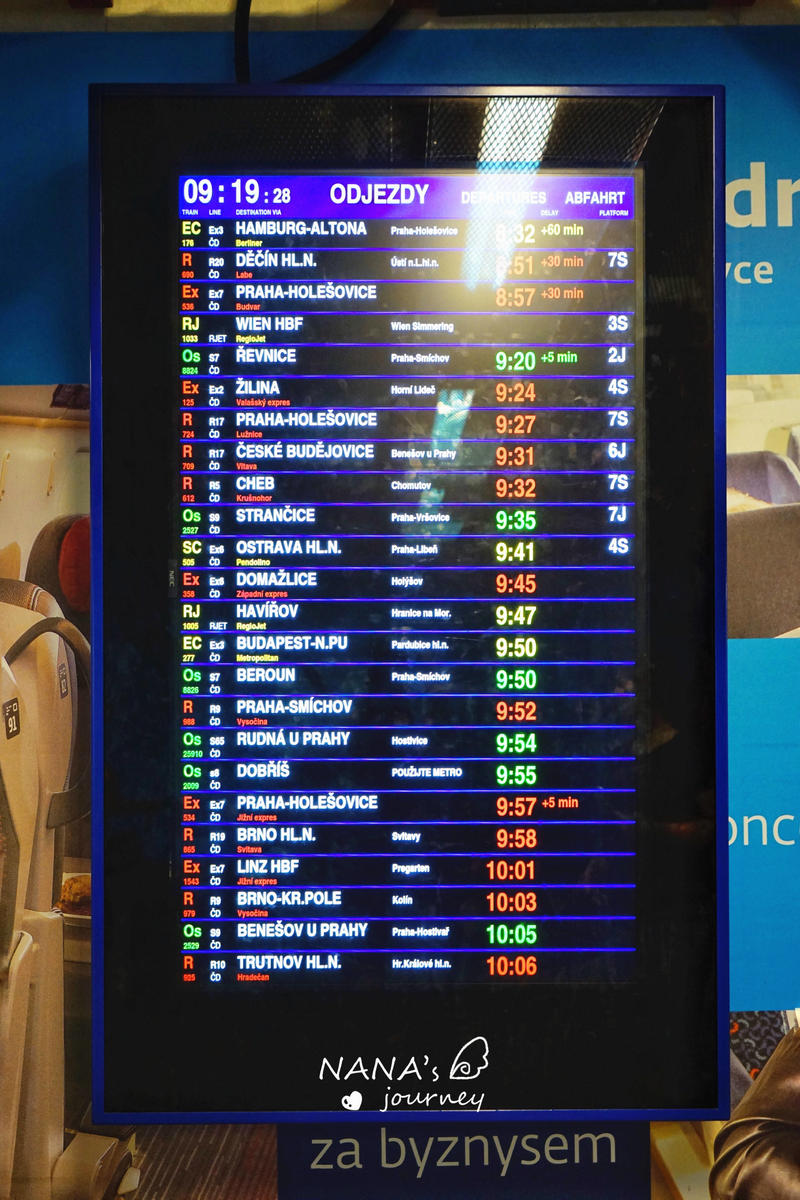 09:19:28 ODJEZDY DEPARTURES ABFAHRT
TRAIN LINE DESTINATION VIA DELAY PLATFORM
EC Ex3 HAMBURG-ALTONA Praha-Holešovice 8:32 +60 min
176 ČD Berliner
R R20 DĚČÍN HL.N. Ústí n.L.hl.n. 8:51 +30 min 7S
690 ČD Labe
Ex Ex7 PRAHA-HOLEŠOVICE 8:57 +30 min
536 ČD Budvar
RJ WIEN HBF Wien Simmering 3S
1033 RJET RegioJet
Os S7 ŘEVNICE Praha-Smíchov 9:20 +5 min 2J
8824 ČD
Ex Ex2 ŽILINA Horní Lideč 9:24 4S
125 ČD Valašský expres
R R17 PRAHA-HOLEŠOVICE 9:27 7S
724 ČD Lužnice
R R17 ČESKÉ BUDĚJOVICE Benešov u Prahy 9:31 6J
709 ČD Vltava
R R5 CHEB Chomutov 9:32 7S
612 ČD Krušnohor
Os S9 STRANČICE Praha-Vršovice 9:35 7J
2527 ČD
SC Ex6 OSTRAVA HL.N. Praha-Libeň 9:41 4S
505 ČD Pendolino
Ex Ex6 DOMAŽLICE Holýšov 9:45
358 ČD Západní expres
RJ HAVÍŘOV Hranice na Mor. 9:47
1005 RJET RegioJet
EC Ex3 BUDAPEST-N.PU Pardubice hl.n. 9:50
277 ČD Metropolitan
Os S7 BEROUN Praha-Smíchov 9:50
8826 ČD
R R9 PRAHA-SMÍCHOV 9:52
988 ČD Vysočina
Os S65 RUDNÁ U PRAHY Hostivice 9:54
25910 ČD
Os s8 DOBŘÍŠ POUŽIJTE METRO 9:55
2009 ČD
Ex Ex7 PRAHA-HOLEŠOVICE 9:57 +5 min
534 ČD Jižní expres
R R19 BRNO HL.N. Svitavy 9:58
865 ČD Svitava
Ex Ex7 LINZ HBF Pregarten 10:01
1543 ČD Jižní expres
R R9 BRNO-KR.POLE Kolín 10:03
979 ČD Vysočina
Os S9 BENEŠOV U PRAHY Praha-Hostivař 10:05
2529 ČD
R R10 TRUTNOV HL.N. Hr.Králové hl.n. 10:06
925 ČD Hradečan
NANA's
journey
za byznysem
91
NEC